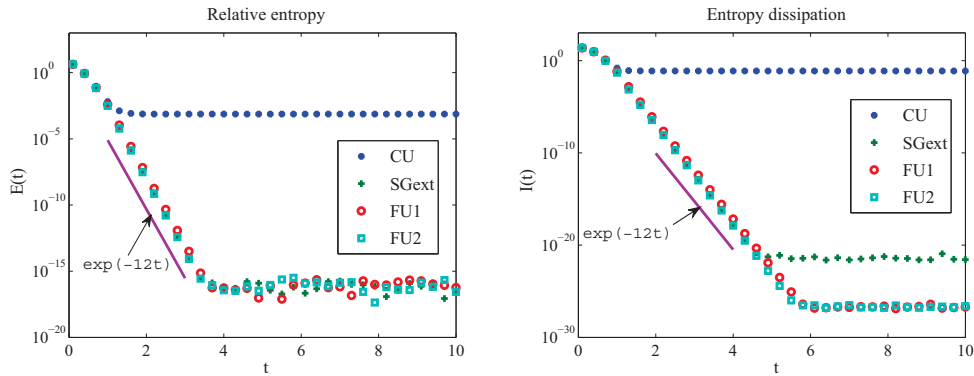 Relative entropy
E(t)
10^0
10^-5
10^-10
10^-15
10^-20
0
2
4
6
8
10
t
exp(-12t)
CU
SGext
FU1
FU2
Entropy dissipation
I(t)
10^0
10^-10
10^-20
10^-30
0
2
4
6
8
10
t
exp(-12t)
CU
SGext
FU1
FU2